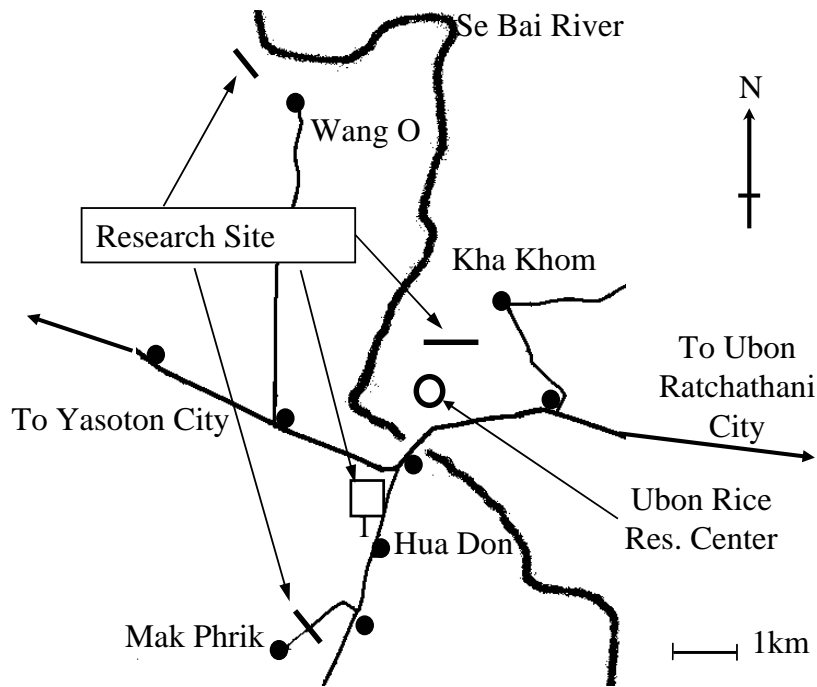 Se Bai River
N
Wang O
Research Site
Kha Khom
To Ubon
Ratchathani
City
To Yasoton City
Ubon Rice
Res. Center
Hua Don
Mak Phrik
1km